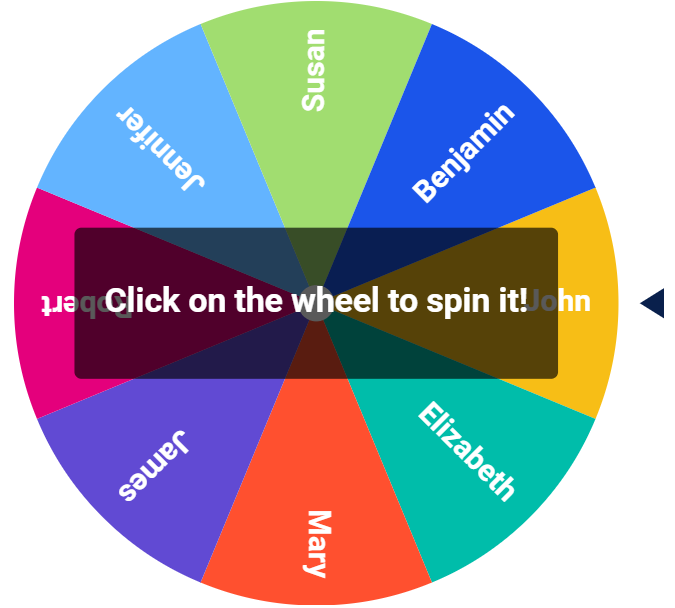 Susan
Benjamin
Jennifer
Click on the wheel to spin it!
John
Robert
Elizabeth
James
Mary